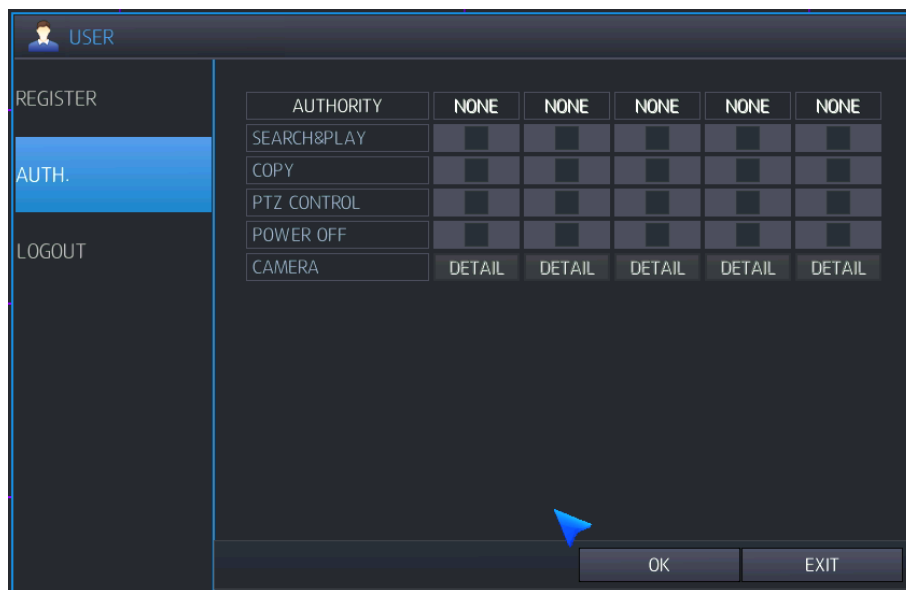 USER
REGISTER
AUTH.
LOGOUT
AUTHORITY NONE NONE NONE NONE NONE
SEARCH&PLAY
COPY
PTZ CONTROL
POWER OFF
CAMERA DETAIL DETAIL DETAIL DETAIL DETAIL
OK EXIT